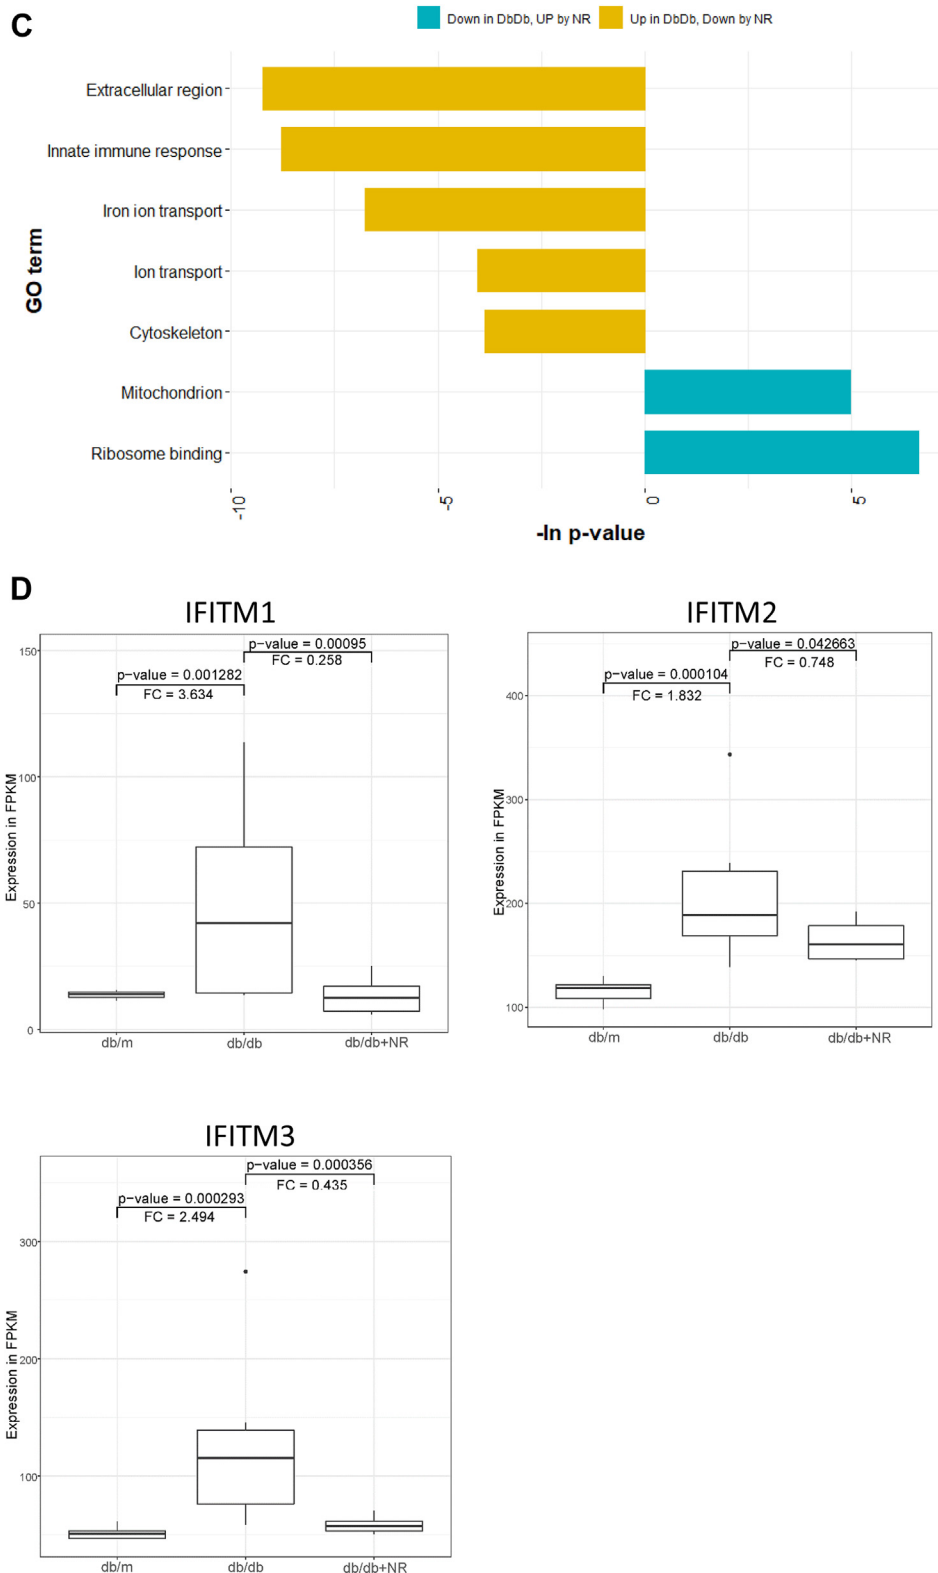 C
Down in DbDb, UP by NR
Up in DbDb, Down by NR
GO term
Extracellular region
Innate immune response
Iron ion transport
Ion transport
Cytoskeleton
Mitochondrion
Ribosome binding
-10
-5
0
5
-ln p-value
D
IFITM1
p-value = 0.00095
FC = 0.258
p-value = 0.001282
FC = 3.634
Expression in FPKM
150
100
50
0
db/m
db/db
db/db+NR
IFITM2
p-value = 0.042663
FC = 0.748
p-value = 0.000104
FC = 1.832
Expression in FPKM
400
300
200
100
db/m
db/db
db/db+NR
IFITM3
p-value = 0.000356
FC = 0.435
p-value = 0.000293
FC = 2.494
Expression in FPKM
300
200
100
db/m
db/db
db/db+NR